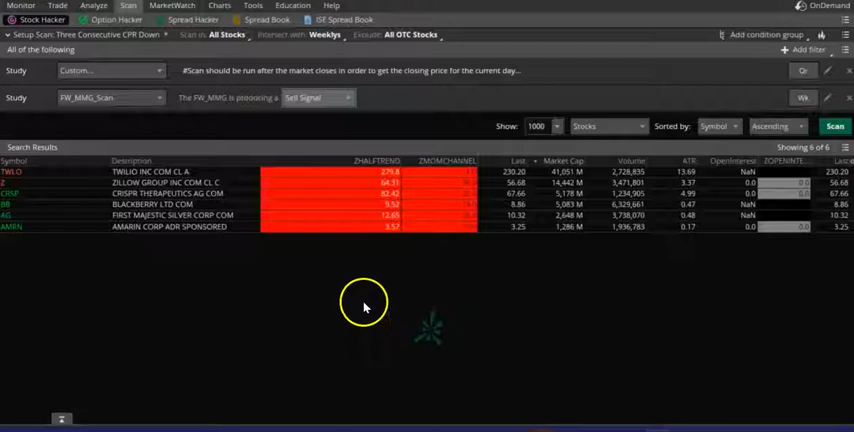 Monitor Trade Analyze Scan MarketWatch Charts Tools Education Help OnDemand
Stock Hacker Option Hacker Spread Hacker Spread Book ISE Spread Book
Setup Scan: Three Consecutive CPR Down * Scan in: All Stocks Intersect with: Weeklys Exclude: All OTC Stocks Add condition group
All of the following Add filter
Study Custom... #Scan should be run after the market closes in order to get the closing price for the current day... Qr
Study FW_MMG_Scan The FW_MMG is producing a Sell Signal Wk
Show: 1000 Stocks Sorted by: Symbol Ascending Scan
Search Results Showing 6 of 6
Symbol Description ZHALFTREND ZMOMCHANNEL Last Market Cap Volume ATR OpenInterest ZOPENINTE... Last
TWLO TWILIO INC COM CL A 279.8 230.20 41,051 M 2,728,835 13.69 NaN 230.20
Z ZILLOW GROUP INC COM CL C 64.31 56.68 14,442 M 3,471,801 3.37 0.0 0.0 56.68
CRSP CRISPR THERAPEUTICS AG COM 82.42 67.66 5,178 M 1,234,905 4.99 0.0 0.0 67.66
BB BLACKBERRY LTD COM 9.52 8.86 5,083 M 6,329,661 0.47 NaN 8.86
AG FIRST MAJESTIC SILVER CORP COM 12.65 10.32 2,648 M 3,738,070 0.48 NaN 10.32
AMRN AMARIN CORP ADR SPONSORED 3.57 3.25 1,286 M 1,936,783 0.17 0.0 0.0 3.25